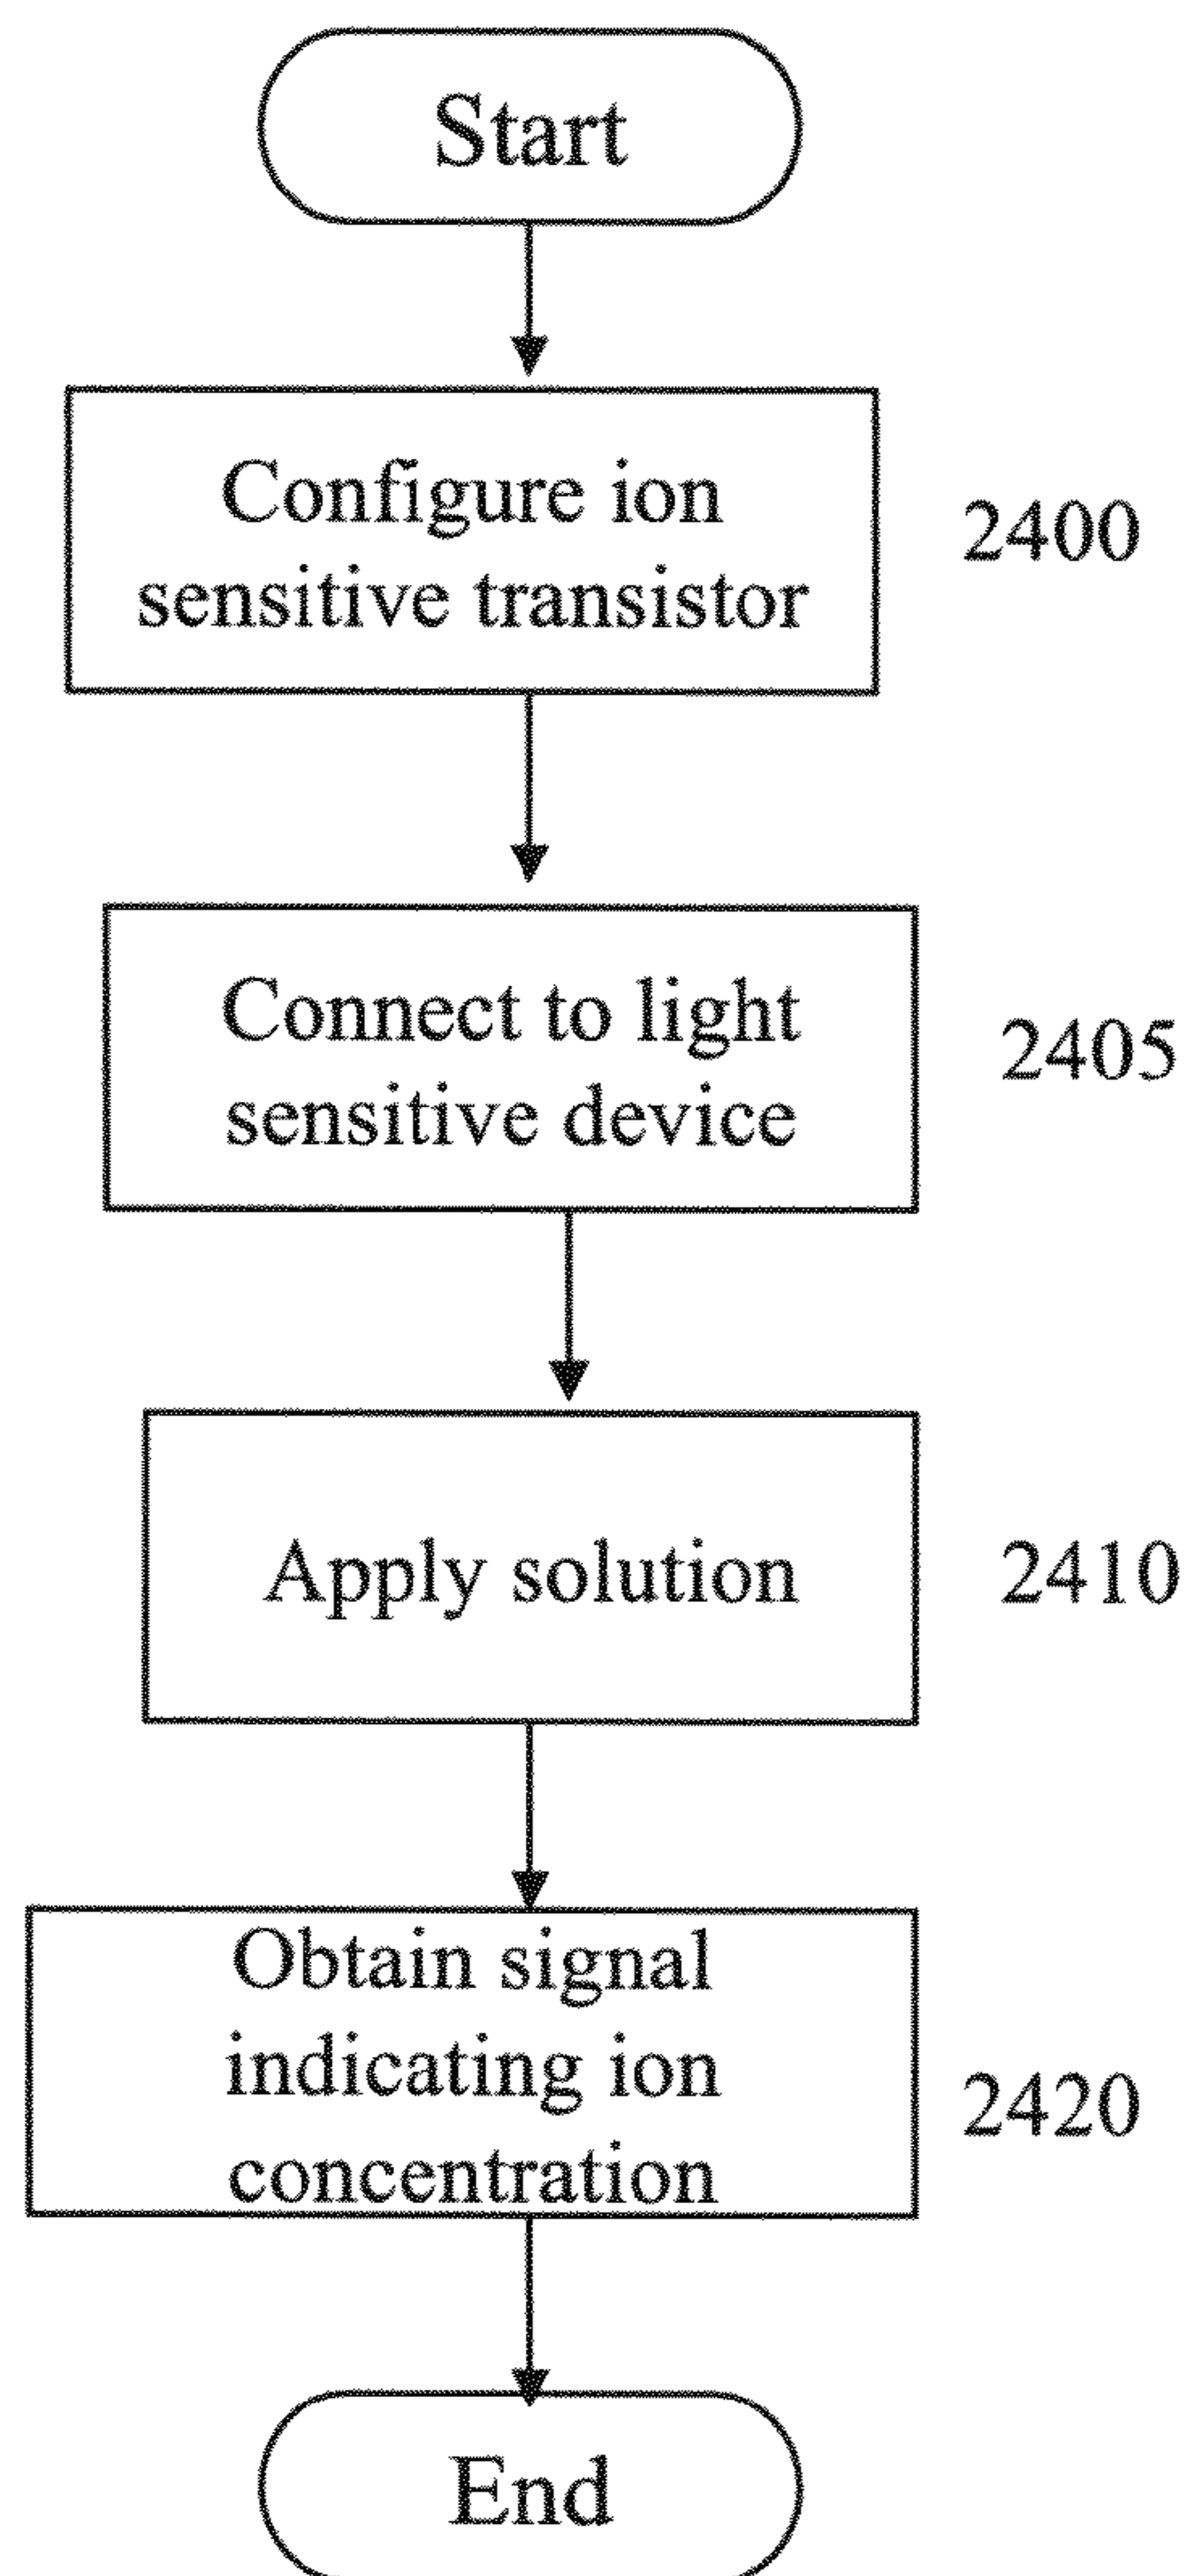 Start
Configure ion
sensitive transistor
2400
Connect to light
sensitive device
2405
Apply solution
2410
Obtain signal
indicating ion
concentration
2420
End